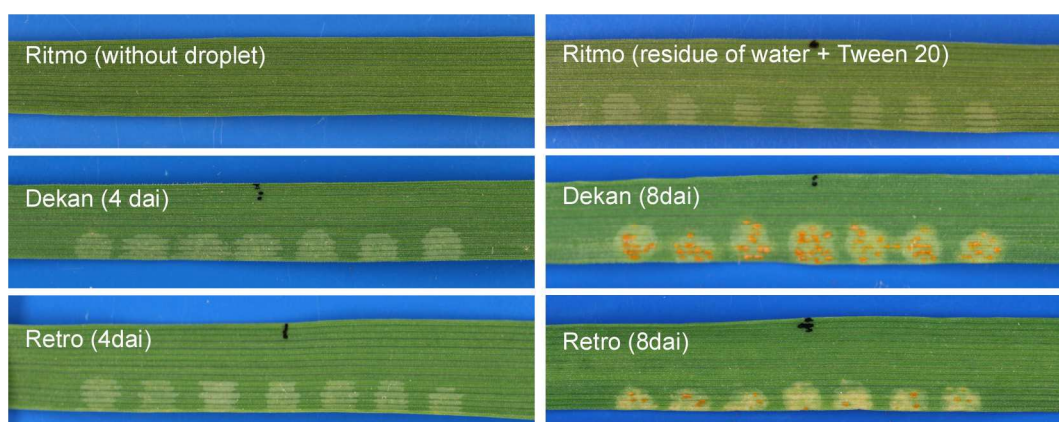 Ritmo (without droplet)
Ritmo (residue of water + Tween 20)
Dekan (4 dai)
Dekan (8dai)
Retro (4dai)
Retro (8dai)